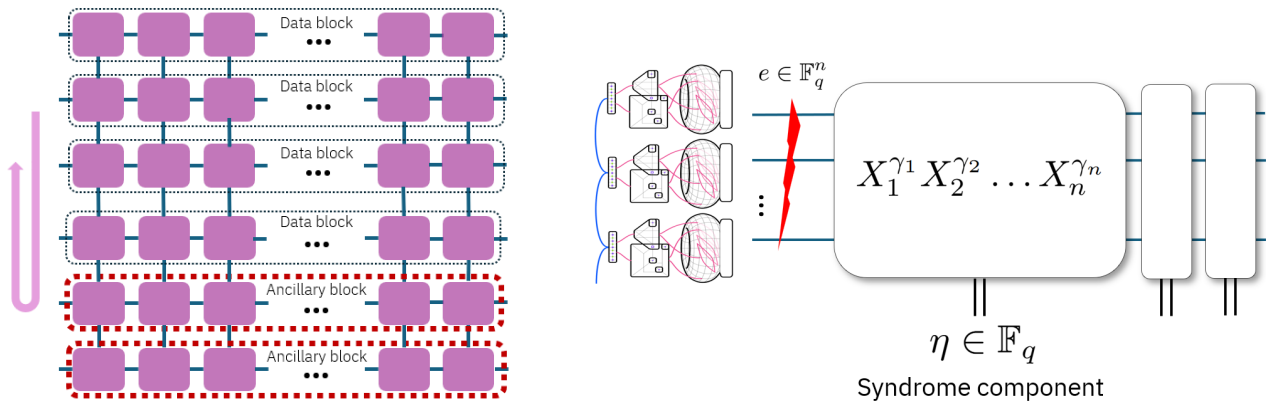 Data block
•••
Data block
•••
Data block
•••
Data block
•••
Ancillary block
•••
Ancillary block
•••
e ∈ 𝔽_q^n
X_1^{γ_1} X_2^{γ_2} … X_n^{γ_n}
η ∈ 𝔽_q
Syndrome component